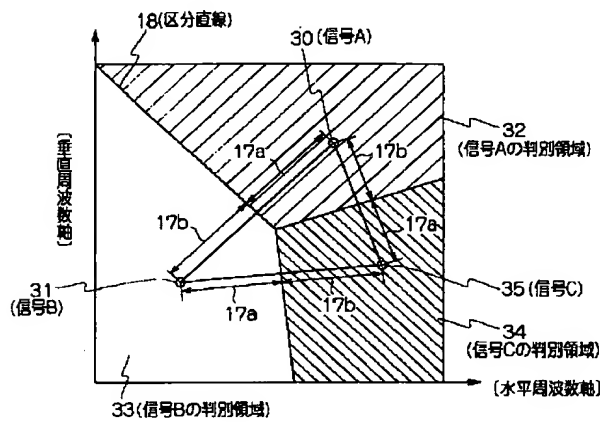 18(区分直線)
30(信号A)
17a
17b
32
(信号Aの判別領域)
〔垂直周波数軸〕
17b
17a
31
(信号B)
17a
17b
35(信号C)
34
(信号Cの判別領域)
〔水平周波数軸〕
33(信号Bの判別領域)